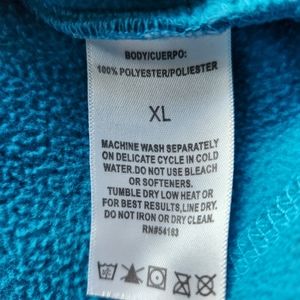 BODY/CUERPO:
100% POLYESTER/POLIESTER
XL
MACHINE WASH SEPARATELY
ON DELICATE CYCLE IN COLD
WATER.DO NOT USE BLEACH
OR SOFTENERS.
TUMBLE DRY LOW HEAT OR
FOR BEST RESULTS,LINE DRY.
DO NOT IRON OR DRY CLEAN.
RN#54163